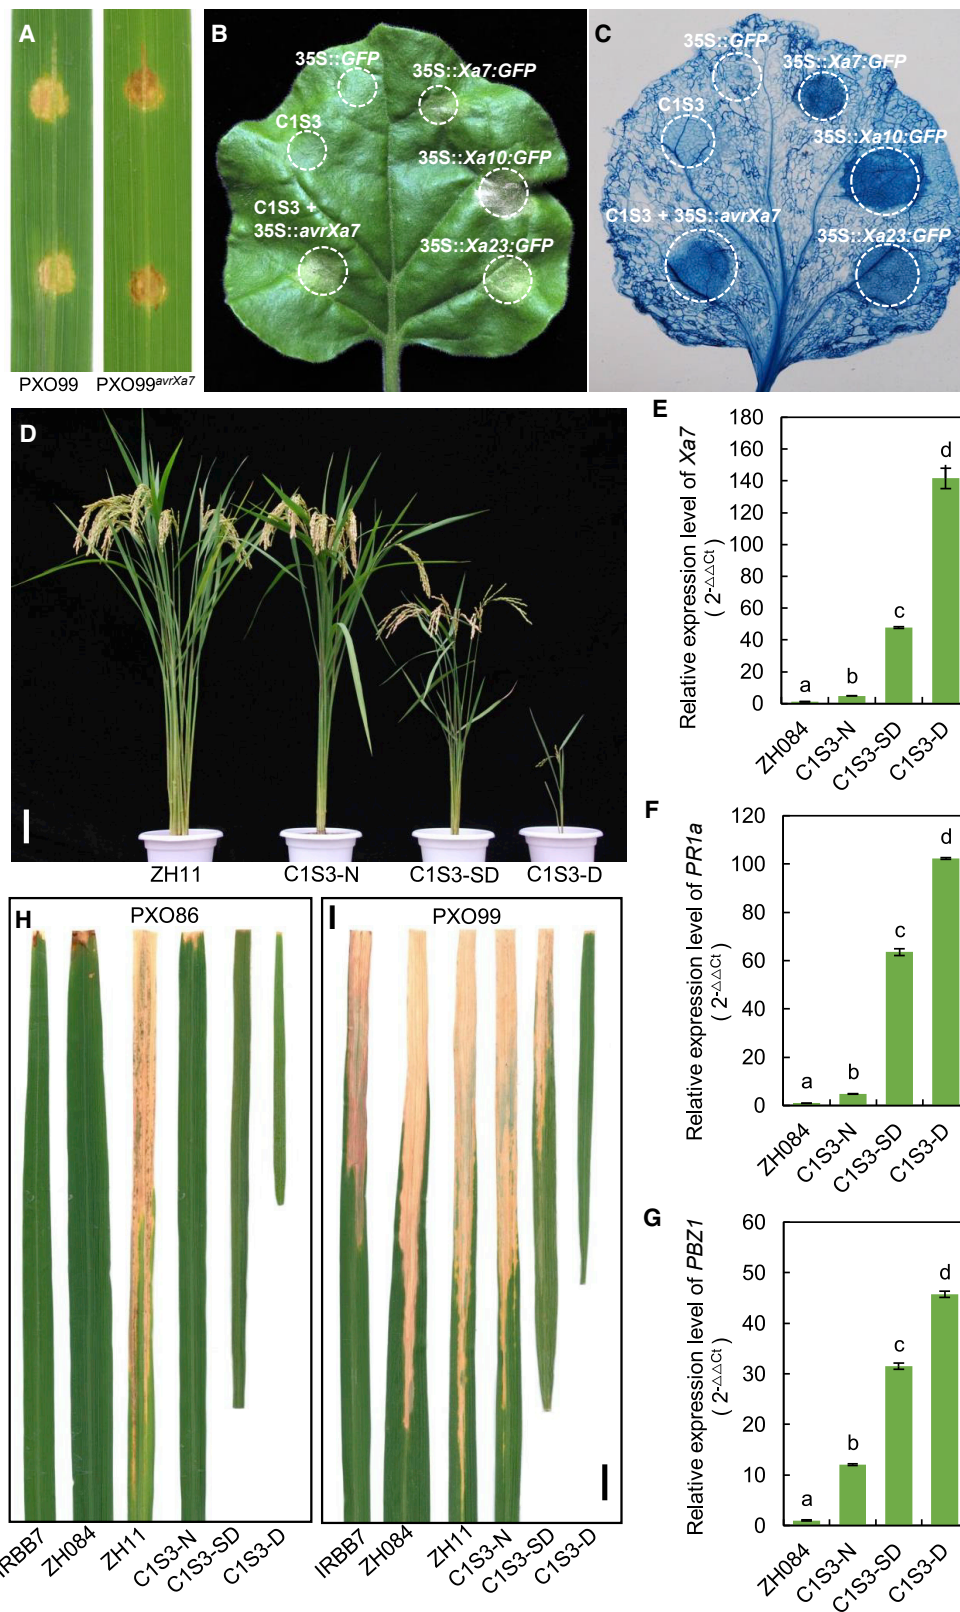 A
PXO99
PXO99avrXa7
B
35S::GFP
35S::Xa7:GFP
C1S3
35S::Xa10:GFP
C1S3 +
35S::avrXa7
35S::Xa23:GFP
C
35S::GFP
35S::Xa7:GFP
C1S3
35S::Xa10:GFP
C1S3 + 35S::avrXa7
35S::Xa23:GFP
D
ZH11
C1S3-N
C1S3-SD
C1S3-D
E
Relative expression level of Xa7
( 2-△△Ct )
180
160
140
120
100
80
60
40
20
0
a
b
c
d
ZH084
C1S3-N
C1S3-SD
C1S3-D
F
Relative expression level of PR1a
( 2-△△Ct )
120
100
80
60
40
20
0
a
b
c
d
ZH084
C1S3-N
C1S3-SD
C1S3-D
G
Relative expression level of PBZ1
( 2-△△Ct )
60
50
40
30
20
10
0
a
b
c
d
ZH084
C1S3-N
C1S3-SD
C1S3-D
H
PXO86
IRBB7
ZH084
ZH11
C1S3-N
C1S3-SD
C1S3-D
I
PXO99
IRBB7
ZH084
ZH11
C1S3-N
C1S3-SD
C1S3-D